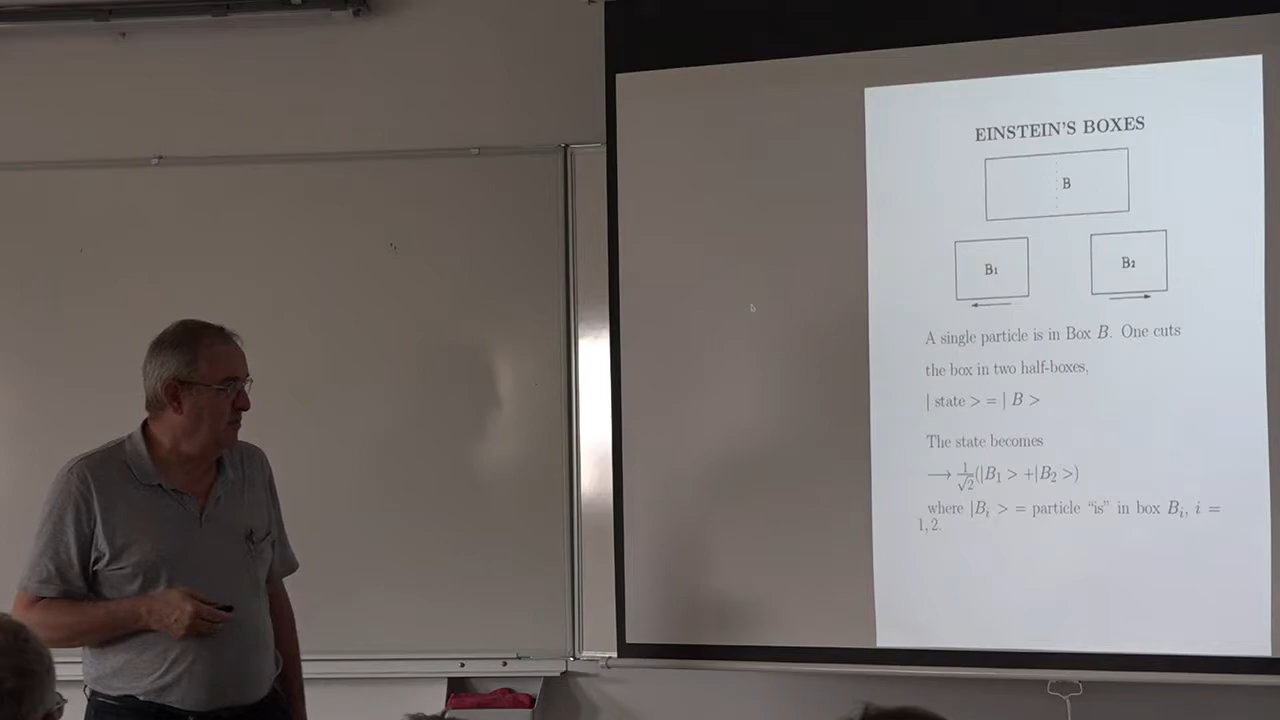 EINSTEIN'S BOXES
B
B₁ B₂
A single particle is in Box B. One cuts
the box in two half-boxes,
| state > = | B >
The state becomes
⟶ 1/√2 (|B₁ > +|B₂ >)
where |Bᵢ > = particle “is” in box Bᵢ, i =
1, 2.